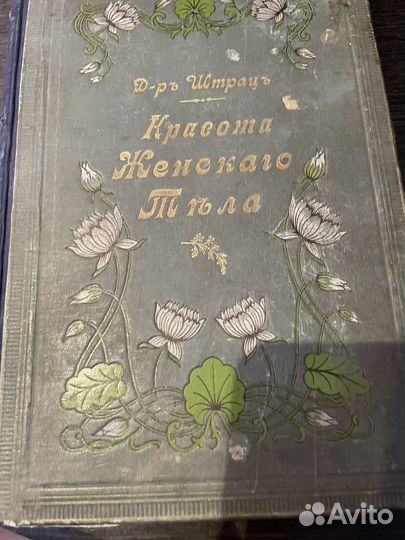 Д-ръ Штрацъ
Красота
Женскаго
Тѣла
Avito